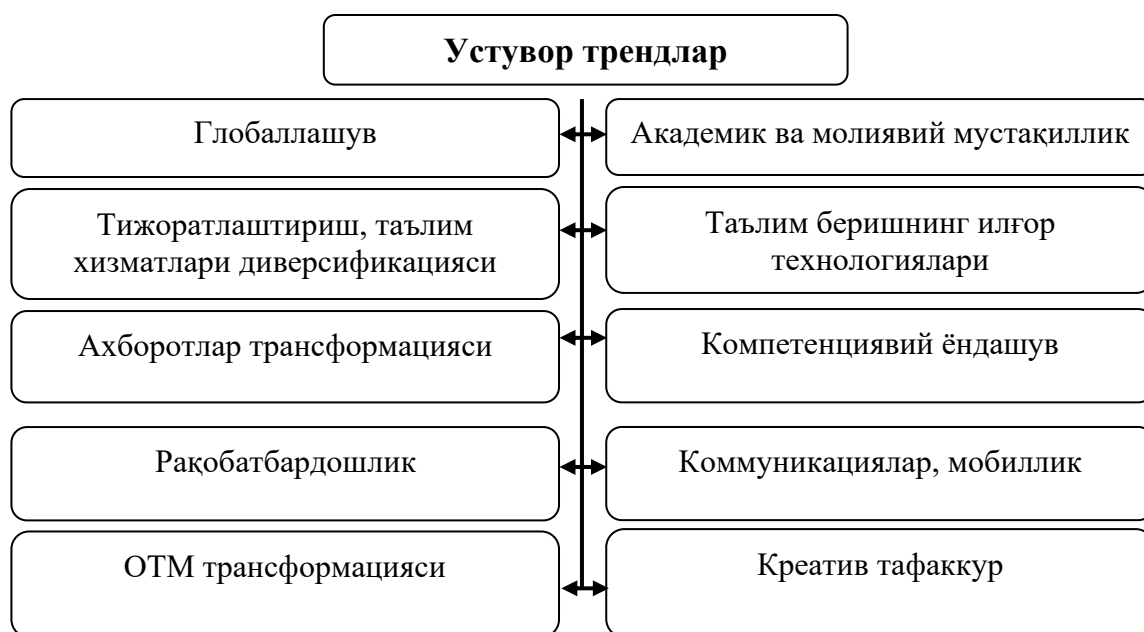 Устувор трендлар
Глобаллашув
Академик ва молиявий мустақиллик
Тижоратлаштириш, таълим
хизматлари диверсификацияси
Таълим беришнинг илғор
технологиялари
Ахборотлар трансформацияси
Компетенциявий ёндашув
Рақобатбардошлик
Коммуникациялар, мобиллик
ОТМ трансформацияси
Креатив тафаккур